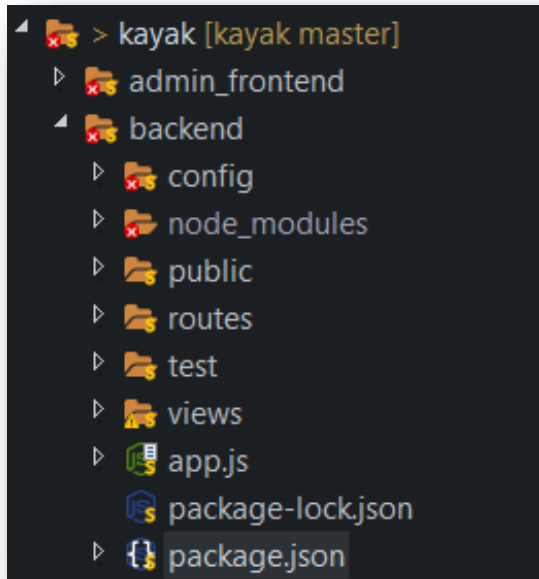 > kayak [kayak master]
admin_frontend
backend
config
node_modules
public
routes
test
views
app.js
package-lock.json
package.json